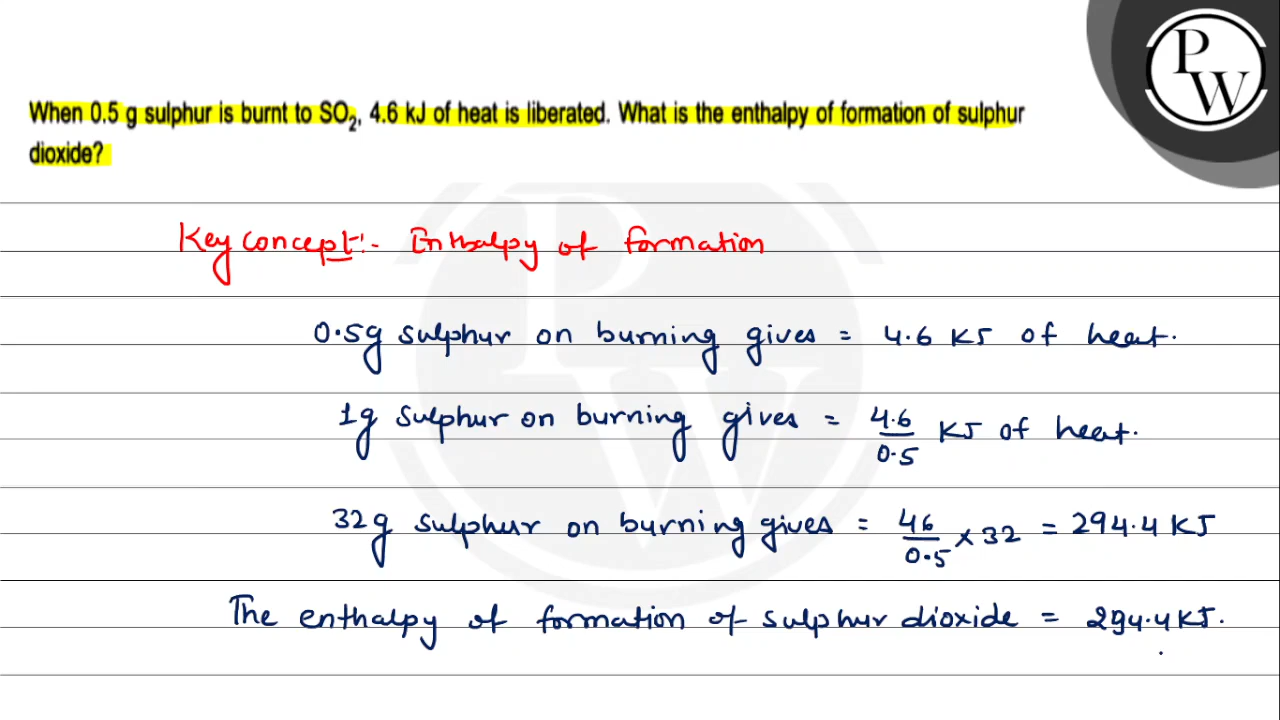 P
W
When 0.5 g sulphur is burnt to SO₂, 4.6 kJ of heat is liberated. What is the enthalpy of formation of sulphur
dioxide?
Key concept:- Enthalpy of formation
0.5g sulphur on burning gives = 4.6 KJ of heat.
1g sulphur on burning gives = 4.6/0.5 KJ of heat.
32g sulphur on burning gives = 46/0.5 × 32 = 294.4 KJ
The enthalpy of formation of sulphur dioxide = 294.4 KJ.